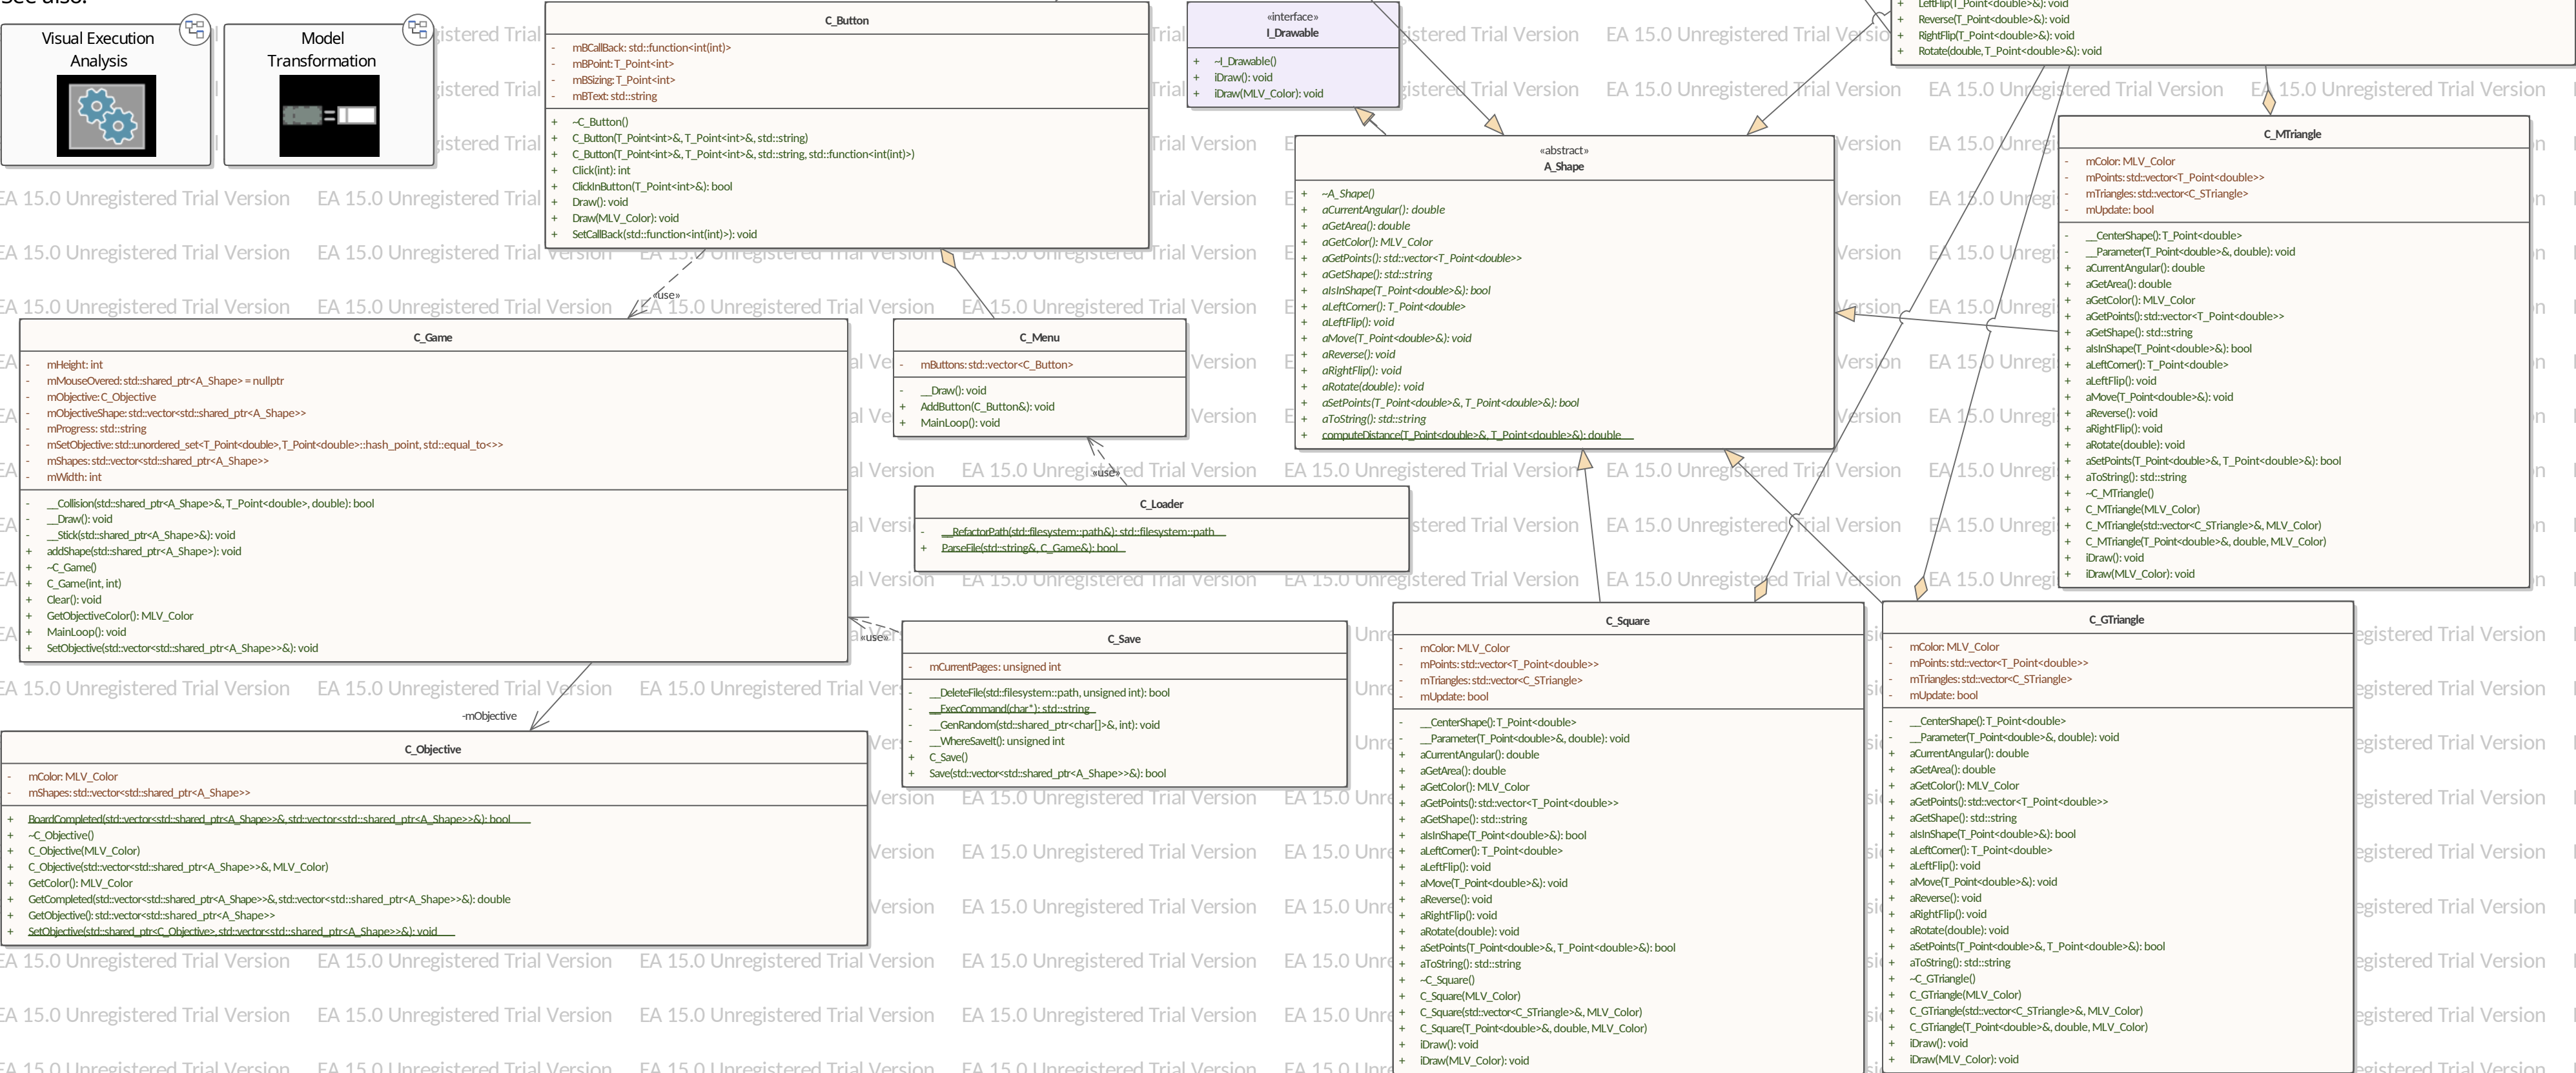 See also:
Visual Execution
Analysis
Model
Transformation
C_Button
- mBCallBack: std::function<int(int)>
- mBPoint: T_Point<int>
- mBSizing: T_Point<int>
- mBText: std::string
+ ~C_Button()
+ C_Button(T_Point<int>&, T_Point<int>&, std::string)
+ C_Button(T_Point<int>&, T_Point<int>&, std::string, std::function<int(int)>)
+ Click(int): int
+ ClickInButton(T_Point<int>&): bool
+ Draw(): void
+ Draw(MLV_Color): void
+ SetCallBack(std::function<int(int)>): void
«interface»
I_Drawable
+ ~I_Drawable()
+ iDraw(): void
+ iDraw(MLV_Color): void
+ LeftFlip(T_Point<double>&): void
+ Reverse(T_Point<double>&): void
+ RightFlip(T_Point<double>&): void
+ Rotate(double, T_Point<double>&): void
«abstract»
A_Shape
+ ~A_Shape()
+ aCurrentAngular(): double
+ aGetArea(): double
+ aGetColor(): MLV_Color
+ aGetPoints(): std::vector<T_Point<double>>
+ aGetShape(): std::string
+ aIsInShape(T_Point<double>&): bool
+ aLeftCorner(): T_Point<double>
+ aLeftFlip(): void
+ aMove(T_Point<double>&): void
+ aReverse(): void
+ aRightFlip(): void
+ aRotate(double): void
+ aSetPoints(T_Point<double>&, T_Point<double>&): bool
+ aToString(): std::string
+ computeDistance(T_Point<double>&, T_Point<double>&): double
C_MTriangle
- mColor: MLV_Color
- mPoints: std::vector<T_Point<double>>
- mTriangles: std::vector<C_STriangle>
- mUpdate: bool
- __CenterShape(): T_Point<double>
- __Parameter(T_Point<double>&, double): void
+ aCurrentAngular(): double
+ aGetArea(): double
+ aGetColor(): MLV_Color
+ aGetPoints(): std::vector<T_Point<double>>
+ aGetShape(): std::string
+ aIsInShape(T_Point<double>&): bool
+ aLeftCorner(): T_Point<double>
+ aLeftFlip(): void
+ aMove(T_Point<double>&): void
+ aReverse(): void
+ aRightFlip(): void
+ aRotate(double): void
+ aSetPoints(T_Point<double>&, T_Point<double>&): bool
+ aToString(): std::string
+ ~C_MTriangle()
+ C_MTriangle(MLV_Color)
+ C_MTriangle(std::vector<C_STriangle>&, MLV_Color)
+ C_MTriangle(T_Point<double>&, double, MLV_Color)
+ iDraw(): void
+ iDraw(MLV_Color): void
«use»
C_Game
- mHeight: int
- mMouseOvered: std::shared_ptr<A_Shape> = nullptr
- mObjective: C_Objective
- mObjectiveShape: std::vector<std::shared_ptr<A_Shape>>
- mProgress: std::string
- mSetObjective: std::unordered_set<T_Point<double>, T_Point<double>::hash_point, std::equal_to<>>
- mShapes: std::vector<std::shared_ptr<A_Shape>>
- mWidth: int
- __Collision(std::shared_ptr<A_Shape>&, T_Point<double>, double): bool
- __Draw(): void
- __Stick(std::shared_ptr<A_Shape>&): void
+ addShape(std::shared_ptr<A_Shape>): void
+ ~C_Game()
+ C_Game(int, int)
+ Clear(): void
+ GetObjectiveColor(): MLV_Color
+ MainLoop(): void
+ SetObjective(std::vector<std::shared_ptr<A_Shape>>&): void
C_Menu
- mButtons: std::vector<C_Button>
- __Draw(): void
+ AddButton(C_Button&): void
+ MainLoop(): void
«use»
C_Loader
- __RefactorPath(std::filesystem::path&): std::filesystem::path
+ ParseFile(std::string&, C_Game&): bool
«use»
C_Save
- mCurrentPages: unsigned int
- __DeleteFile(std::filesystem::path, unsigned int): bool
- __ExecCommand(char*): std::string
- __GenRandom(std::shared_ptr<char[]>&, int): void
- __WhereSaveIt(): unsigned int
+ C_Save()
+ Save(std::vector<std::shared_ptr<A_Shape>>&): bool
-mObjective
C_Objective
- mColor: MLV_Color
- mShapes: std::vector<std::shared_ptr<A_Shape>>
+ BoardCompleted(std::vector<std::shared_ptr<A_Shape>>&, std::vector<std::shared_ptr<A_Shape>>&): bool
+ ~C_Objective()
+ C_Objective(MLV_Color)
+ C_Objective(std::vector<std::shared_ptr<A_Shape>>&, MLV_Color)
+ GetColor(): MLV_Color
+ GetCompleted(std::vector<std::shared_ptr<A_Shape>>&, std::vector<std::shared_ptr<A_Shape>>&): double
+ GetObjective(): std::vector<std::shared_ptr<A_Shape>>
+ SetObjective(std::shared_ptr<C_Objective>, std::vector<std::shared_ptr<A_Shape>>&): void
C_Square
- mColor: MLV_Color
- mPoints: std::vector<T_Point<double>>
- mTriangles: std::vector<C_STriangle>
- mUpdate: bool
- __CenterShape(): T_Point<double>
- __Parameter(T_Point<double>&, double): void
+ aCurrentAngular(): double
+ aGetArea(): double
+ aGetColor(): MLV_Color
+ aGetPoints(): std::vector<T_Point<double>>
+ aGetShape(): std::string
+ aIsInShape(T_Point<double>&): bool
+ aLeftCorner(): T_Point<double>
+ aLeftFlip(): void
+ aMove(T_Point<double>&): void
+ aReverse(): void
+ aRightFlip(): void
+ aRotate(double): void
+ aSetPoints(T_Point<double>&, T_Point<double>&): bool
+ aToString(): std::string
+ ~C_Square()
+ C_Square(MLV_Color)
+ C_Square(std::vector<C_STriangle>&, MLV_Color)
+ C_Square(T_Point<double>&, double, MLV_Color)
+ iDraw(): void
+ iDraw(MLV_Color): void
C_GTriangle
- mColor: MLV_Color
- mPoints: std::vector<T_Point<double>>
- mTriangles: std::vector<C_STriangle>
- mUpdate: bool
- __CenterShape(): T_Point<double>
- __Parameter(T_Point<double>&, double): void
+ aCurrentAngular(): double
+ aGetArea(): double
+ aGetColor(): MLV_Color
+ aGetPoints(): std::vector<T_Point<double>>
+ aGetShape(): std::string
+ aIsInShape(T_Point<double>&): bool
+ aLeftCorner(): T_Point<double>
+ aLeftFlip(): void
+ aMove(T_Point<double>&): void
+ aReverse(): void
+ aRightFlip(): void
+ aRotate(double): void
+ aSetPoints(T_Point<double>&, T_Point<double>&): bool
+ aToString(): std::string
+ ~C_GTriangle()
+ C_GTriangle(MLV_Color)
+ C_GTriangle(std::vector<C_STriangle>&, MLV_Color)
+ C_GTriangle(T_Point<double>&, double, MLV_Color)
+ iDraw(): void
+ iDraw(MLV_Color): void
EA 15.0 Unregistered Trial Version